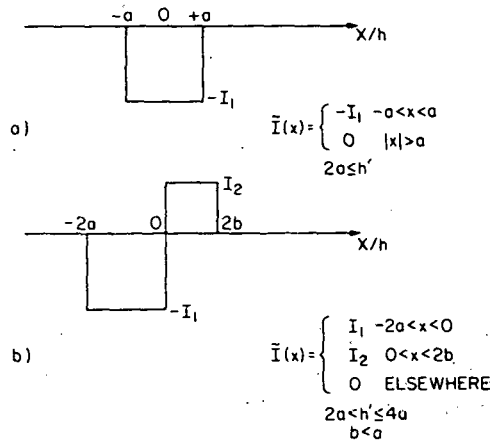 -a 0 +a
X/h
-I₁
a)
Ĩ(x)= { -I₁ -a<x<a
0 |x|>a
2a≤h'
I₂
-2a 0 2b
X/h
-I₁
b)
Ĩ(x)= { I₁ -2a<x<0
I₂ 0<x<2b
0 ELSEWHERE
2a<h'≤4a
b<a